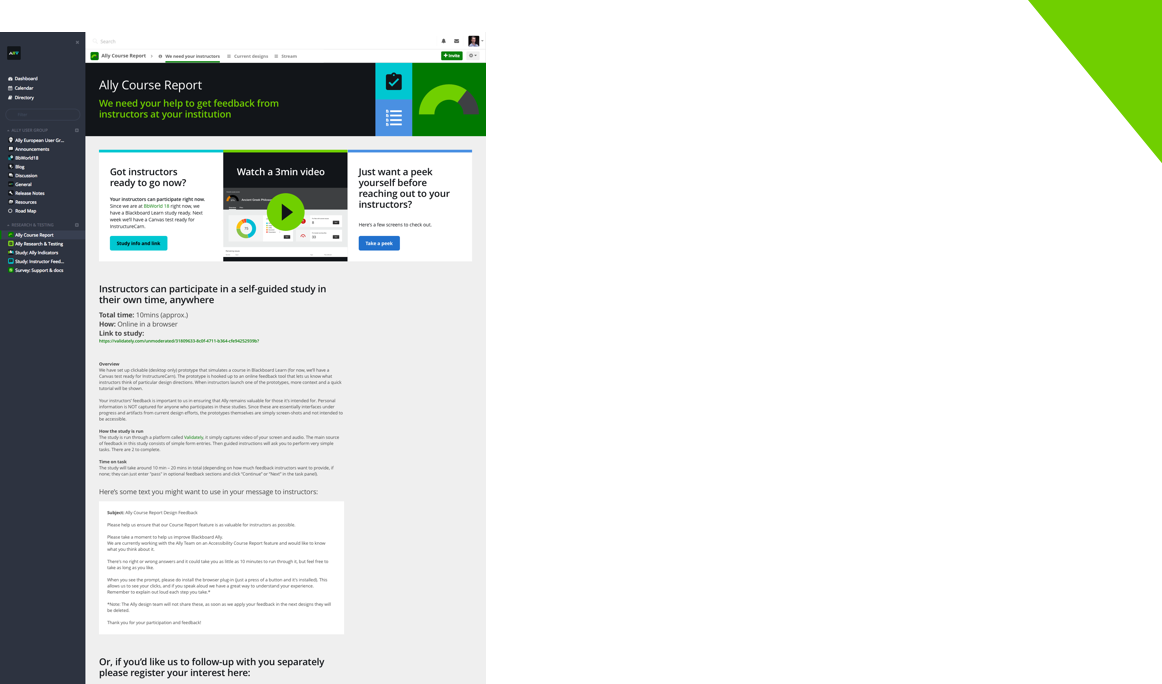 Ally
Search
Ally Course Report
We need your instructors
Current designs
Stream
Invite
Dashboard
Calendar
Directory
ALLY USER GROUP
Ally European User Gr...
Announcements
BbWorld18
Blog
Discussion
General
Release Notes
Resources
Road Map
RESEARCH & TESTING
Ally Course Report
Ally Research & Testing
Study: Ally Indicators
Study: Instructor Feed...
Survey: Support & docs
Ally Course Report
We need your help to get feedback from
instructors at your institution
Got instructors
ready to go now?
Your instructors can participate right now.
Since we are at BbWorld 18 right now, we
have a Blackboard Learn study ready. Next
week we'll have a Canvas test ready for
InstructureCarn.
Study info and link
Watch a 3min video
Just want a peek
yourself before
reaching out to your
instructors?
Here's a few screens to check out.
Take a peek
Instructors can participate in a self-guided study in
their own time, anywhere
Total time: 10mins (approx.)
How: Online in a browser
Link to study:
Overview
We have set up clickable (desktop only) prototype that simulates a course in Blackboard Learn (for now, we'll have a
Canvas test ready for InstructureCarn). The prototype is hooked up to an online feedback tool that lets us know what
instructors think of particular design directions. When instructors launch one of the prototypes, more context and a quick
tutorial will be shown.
Your instructors' feedback is important to us in ensuring that Ally remains valuable for those it's intended for. Personal
information is NOT captured for anyone who participates in these studies. Since these are essentially interfaces under
progress and artifacts from current design efforts, the prototypes themselves are simply screen-shots and not intended to
be accessible.
How the study is run
The study is run through a platform called Validately, it simply captures video of your screen and audio. The main source
of feedback in this study consists of simple form entries. Then guided instructions will ask you to perform very simple
tasks. There are 2 to complete.
Time on task
The study will take around 10 min – 20 mins in total (depending on how much feedback instructors want to provide, if
none; they can just enter "pass" in optional feedback sections and click "Continue" or "Next" in the task panel).
Here's some text you might want to use in your message to instructors:
Subject: Ally Course Report Design Feedback
Please help us ensure that our Course Report feature is as valuable for instructors as possible.
Please take a moment to help us improve Blackboard Ally.
We are currently working with the Ally Team on an Accessibility Course Report feature and would like to know
what you think about it.
There's no right or wrong answers and it could take you as little as 10 minutes to run through it, but feel free to
take as long as you like.
When you see the prompt, please do install the browser plug-in (just a press of a button and it's installed). This
allows us to see your clicks, and if you speak aloud we have a great way to understand your experience.
Remember to explain out loud each step you take.*
*Note: The Ally design team will not share these, as soon as we apply your feedback in the next designs they will
be deleted.
Thank you for your participation and feedback!
Or, if you'd like us to follow-up with you separately
please register your interest here: